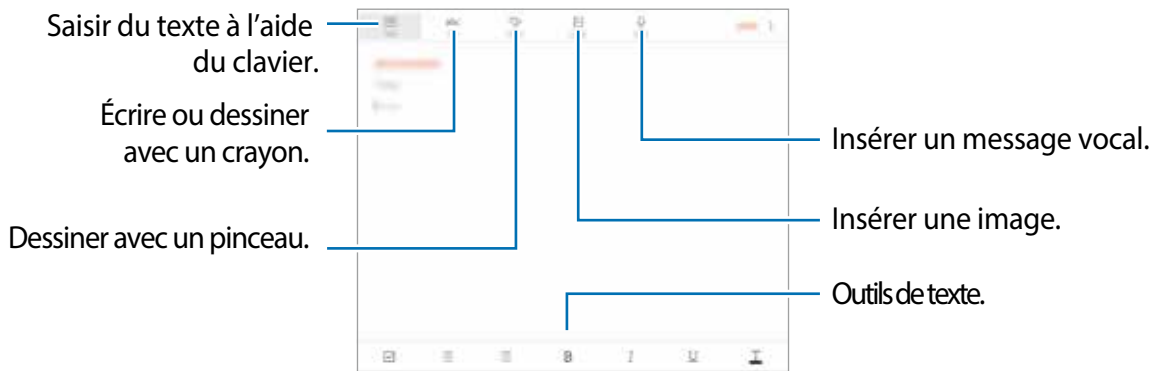 Saisir du texte à l'aide
du clavier.
Écrire ou dessiner
avec un crayon.
Dessiner avec un pinceau.
Insérer un message vocal.
Insérer une image.
Outils de texte.
B I U T